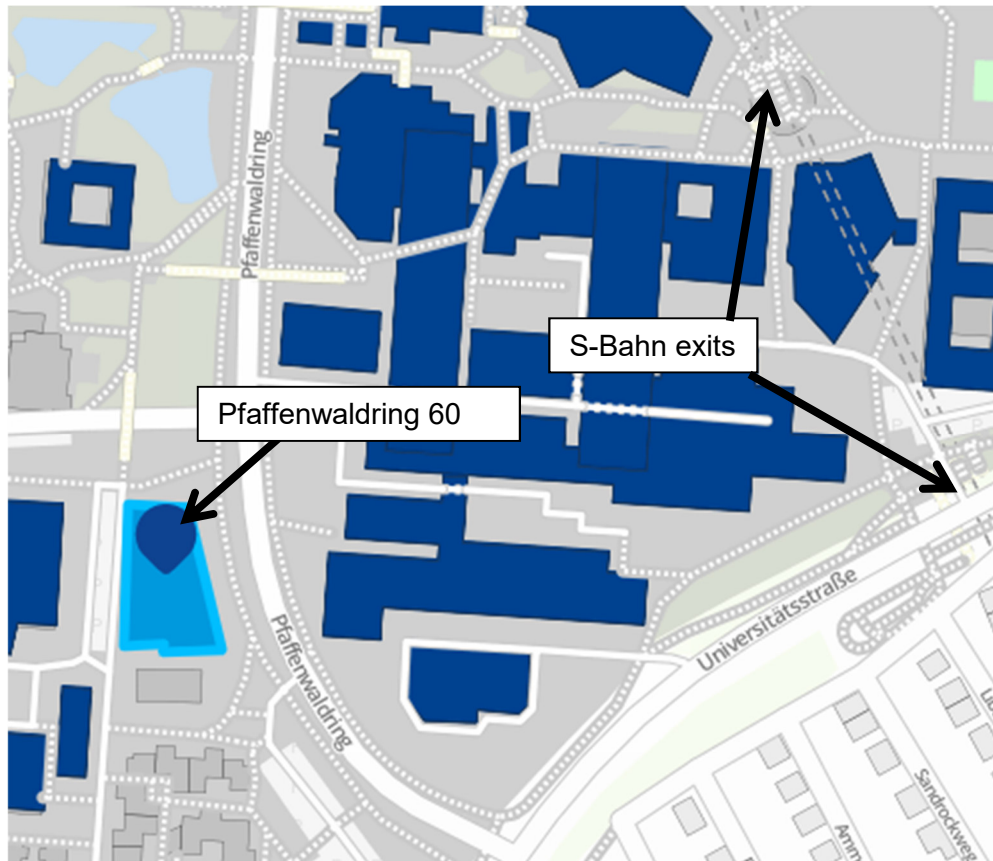 Pfaffenwaldring
S-Bahn exits
Pfaffenwaldring 60
P
Universitätsstraße
Pfaffenwaldring
Sandrockweg